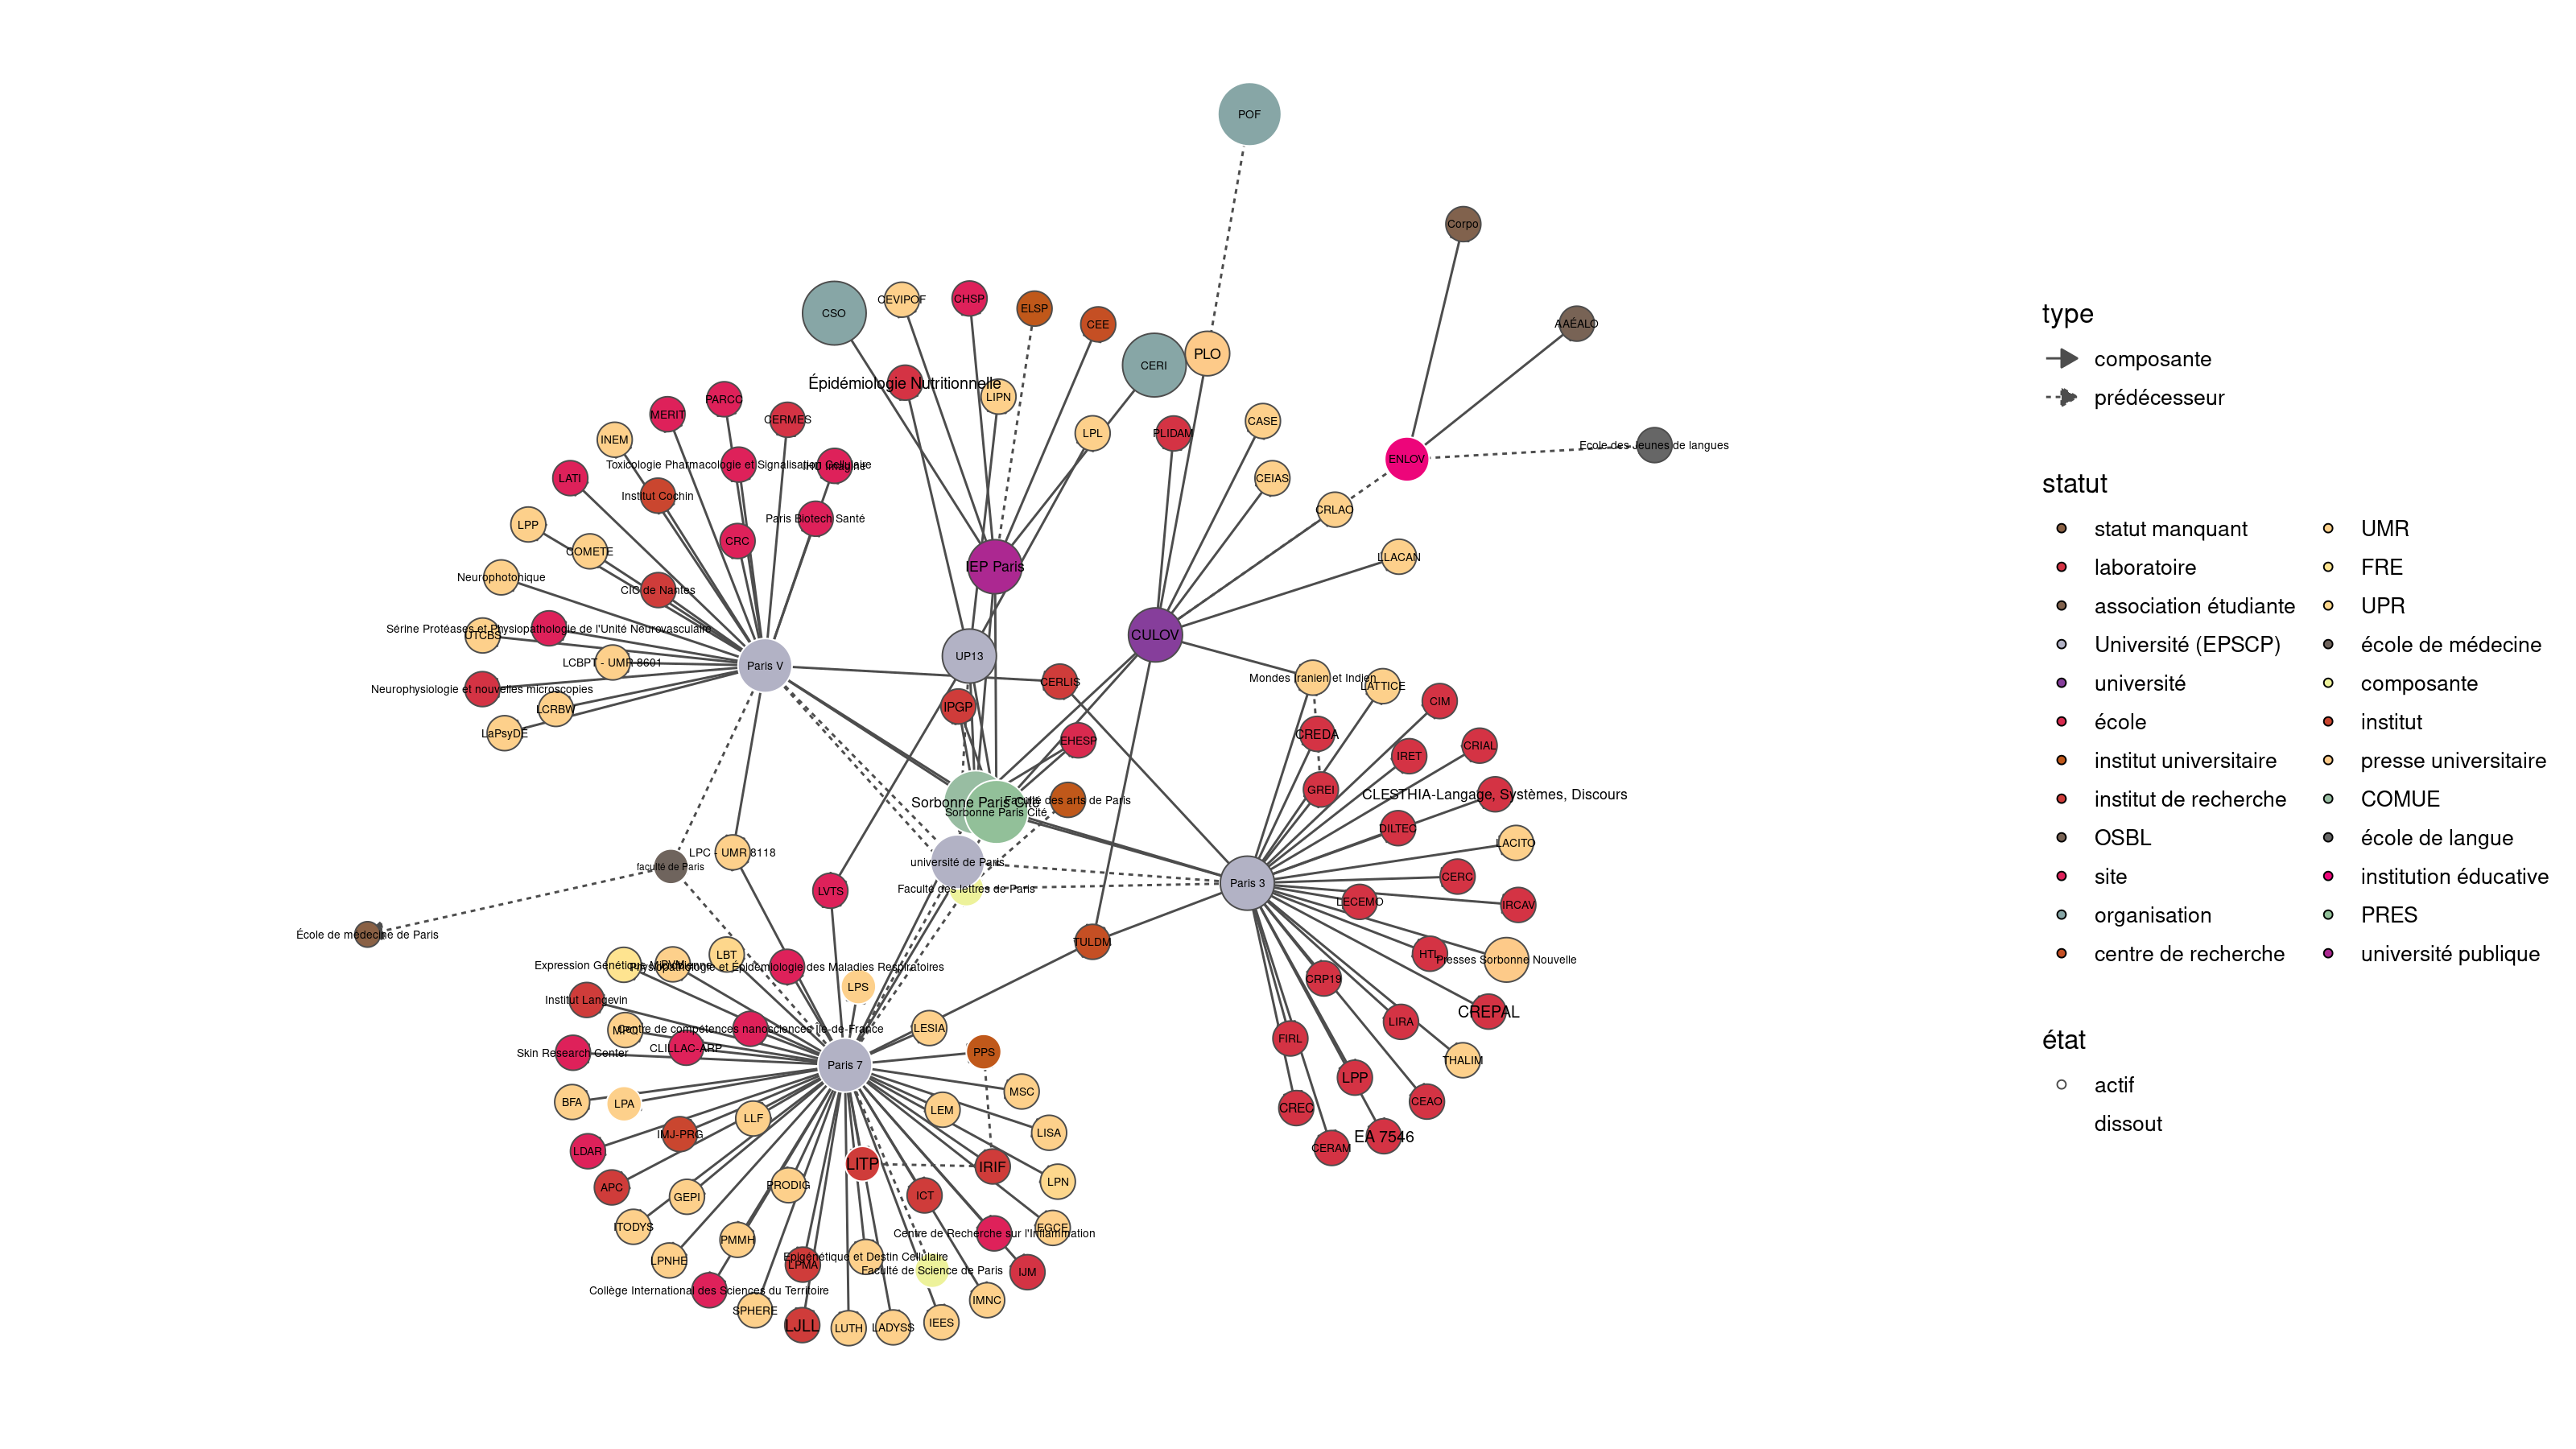 POF
Corpo
CSO
CEVIPOF
CHSP
ELSP
CEE
AAÉALO
CERI
PLO
Épidémiologie Nutritionnelle
LIPN
PARCC
MERIT
CERMES
CASE
LPL
PLIDAM
INEM
Ecole des Jeunes de langues
ENLOV
Toxicologie Pharmacologie et Signalisation Cellulaire
IHU Imagine
LATI
CEIAS
Institut Cochin
CRLAO
Paris Biotech Santé
LPP
CRC
COMETE
LLACAN
IEP Paris
Neurophotonique
CIC de Nantes
Sérine Protéases et Physiopathologie de l'Unité Neurovasculaire
UTCBS
CULOV
UP13
LCBPT - UMR 8601
Paris V
Mondes Iranien et Indien
CERLIS
LATTICE
Neurophysiologie et nouvelles microscopies
CIM
LCRBW
IPGP
LaPsyDE
CREDA
EHESP
CRIAL
IRET
GREI
CLESTHIA-Langage, Systèmes, Discours
Sorbonne Paris Cité
Faculté des arts de Paris
Sorbonne Paris Cité
DILTEC
LACITO
LPC - UMR 8118
université de Paris
faculté de Paris
CERC
Paris 3
LVTS
Faculté des lettres de Paris
LECEMO
IRCAV
École de médecine de Paris
TULDM
LBT
HTL
Presses Sorbonne Nouvelle
Expression Génétique Microbienne
Physiopathologie et Épidémiologie des Maladies Respiratoires
CRP19
LPS
Institut Langevin
CREPAL
LIRA
MPQ
Centre de compétences nanosciences Île-de-France
LESIA
FIRL
CLILLAC-ARP
Skin Research Center
PPS
THALIM
Paris 7
LPP
MSC
BFA
LPA
LEM
CEAO
CREC
LLF
LISA
IMJ-PRG
EA 7546
CERAM
LDAR
LITP
IRIF
LPN
PRODIG
APC
GEPI
ICT
ITODYS
EGCE
Centre de Recherche sur l'Inflammation
PMMH
Epigénétique et Destin Cellulaire
LPNHE
LPMA
Faculté de Science de Paris
IJM
Collège International des Sciences du Territoire
IMNC
SPHERE
LJLL
LUTH
LADYSS
IEES
type
composante
prédécesseur
statut
statut manquant
laboratoire
association étudiante
Université (EPSCP)
université
école
institut universitaire
institut de recherche
OSBL
site
organisation
centre de recherche
UMR
FRE
UPR
école de médecine
composante
institut
presse universitaire
COMUE
école de langue
institution éducative
PRES
université publique
état
actif
dissout